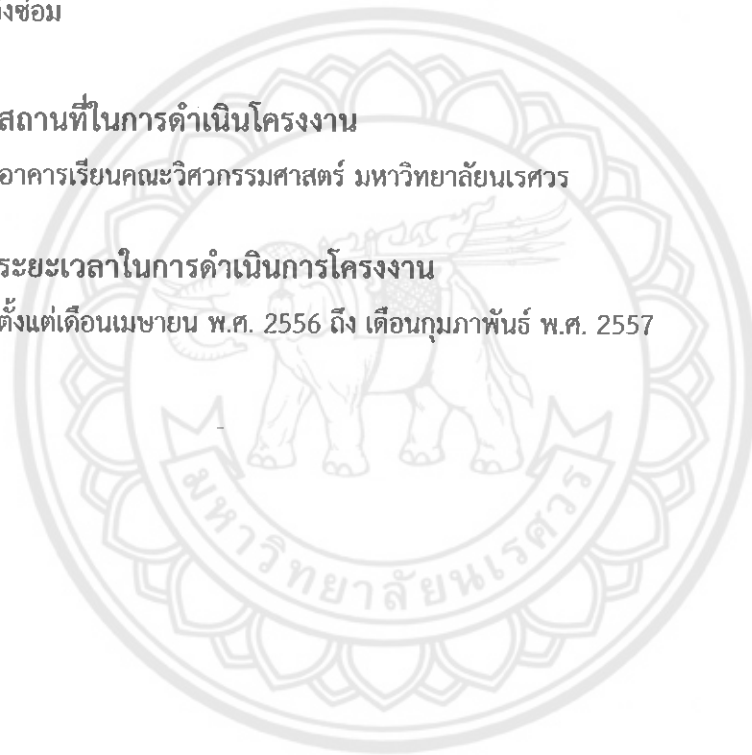 งซ่อม
สถานที่ในการดำเนินโครงงาน
อาคารเรียนคณะวิศวกรรมศาสตร์ มหาวิทยาลัยนเรศวร
ระยะเวลาในการดำเนินการโครงงาน
ตั้งแต่เดือนเมษายน พ.ศ. 2556 ถึง เดือนกุมภาพันธ์ พ.ศ. 2557
มหาวิทยาลัยนเรศวร